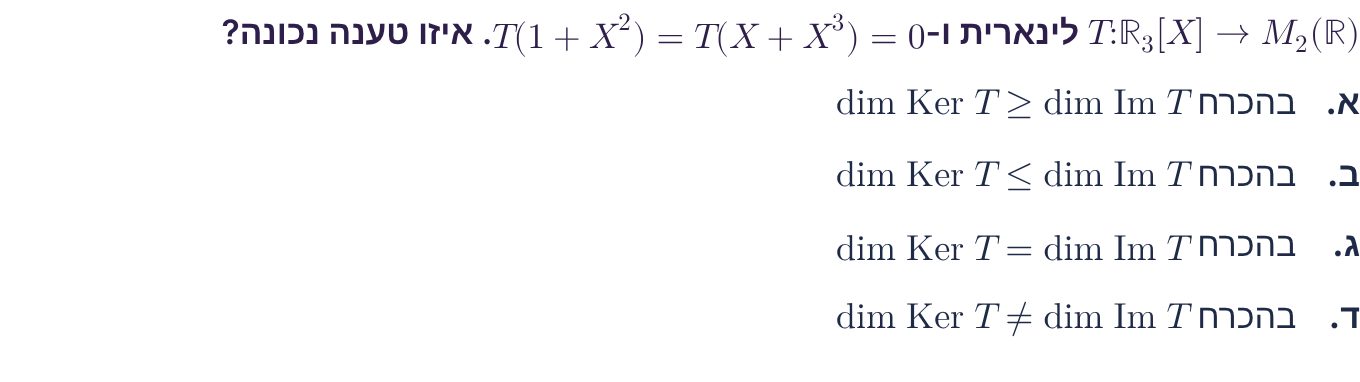 T:ℝ₃[X] → M₂(ℝ) לינארית ו-T(1 + X²) = T(X + X³) = 0. איזו טענה נכונה?
א. בהכרח dim Ker T ≥ dim Im T
ב. בהכרח dim Ker T ≤ dim Im T
ג. בהכרח dim Ker T = dim Im T
ד. בהכרח dim Ker T ≠ dim Im T